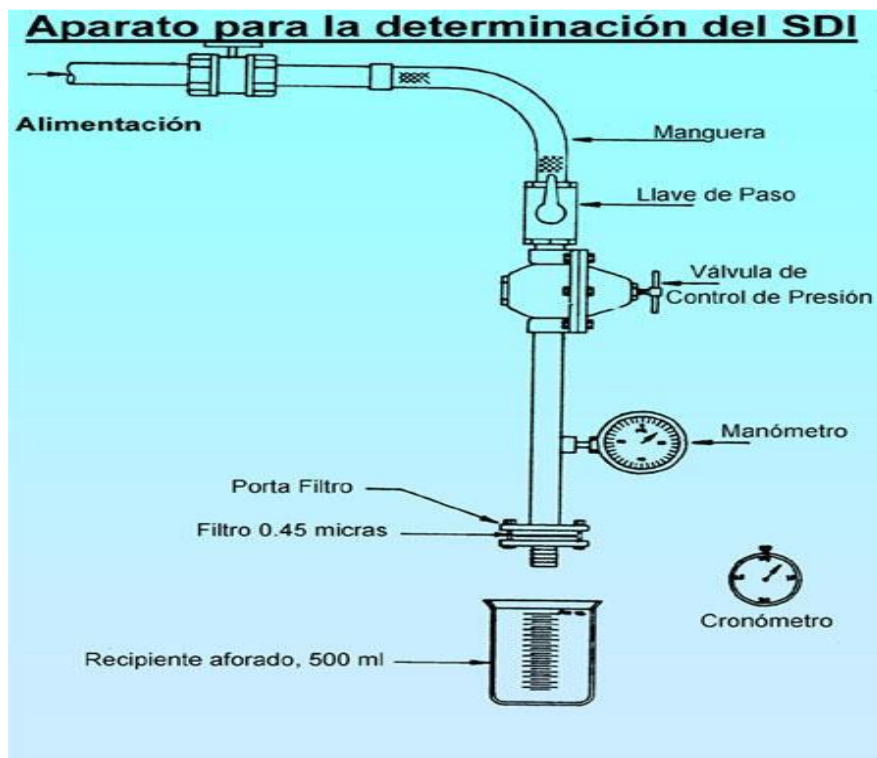 Aparato para la determinación del SDI
Alimentación
Manguera
Llave de Paso
Válvula de
Control de Presión
Manómetro
Porta Filtro
Filtro 0.45 micras
Cronómetro
Recipiente aforado, 500 ml